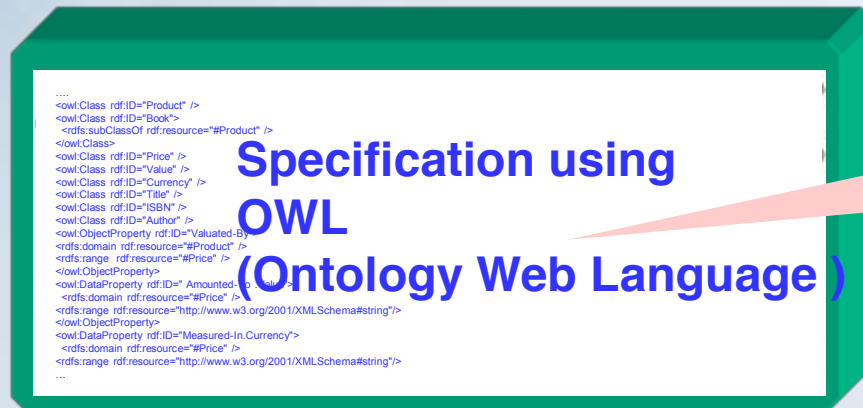 ....
<owl:Class rdf:ID="Product" />
<owl:Class rdf:ID="Book">
<rdfs:subClassOf rdf:resource="#Product" />
</owl:Class>
<owl:Class rdf:ID="Price" />
<owl:Class rdf:ID="Value" />
<owl:Class rdf:ID="Currency" />
<owl:Class rdf:ID="Title" />
<owl:Class rdf:ID="ISBN" />
<owl:Class rdf:ID="Author" />
<owl:ObjectProperty rdf:ID="Valuated-By
<rdfs:domain rdf:resource="#Product" />
<rdfs:range rdf:resource="#Price" />
</owl:ObjectProperty>
<owl:DataProperty rdf:ID=" Amounted-
<rdfs:domain rdf:resource="#Price" />
<rdfs:range rdf:resource="http://www.w3.org/2001/XMLSchema#string"/>
</owl:ObjectProperty>
<owl:DataProperty rdf:ID="Measured-In.Currency">
<rdfs:domain rdf:resource="#Price" />
<rdfs:range rdf:resource="http://www.w3.org/2001/XMLSchema#string"/>
...
Specification using
OWL
(Ontology Web Language )